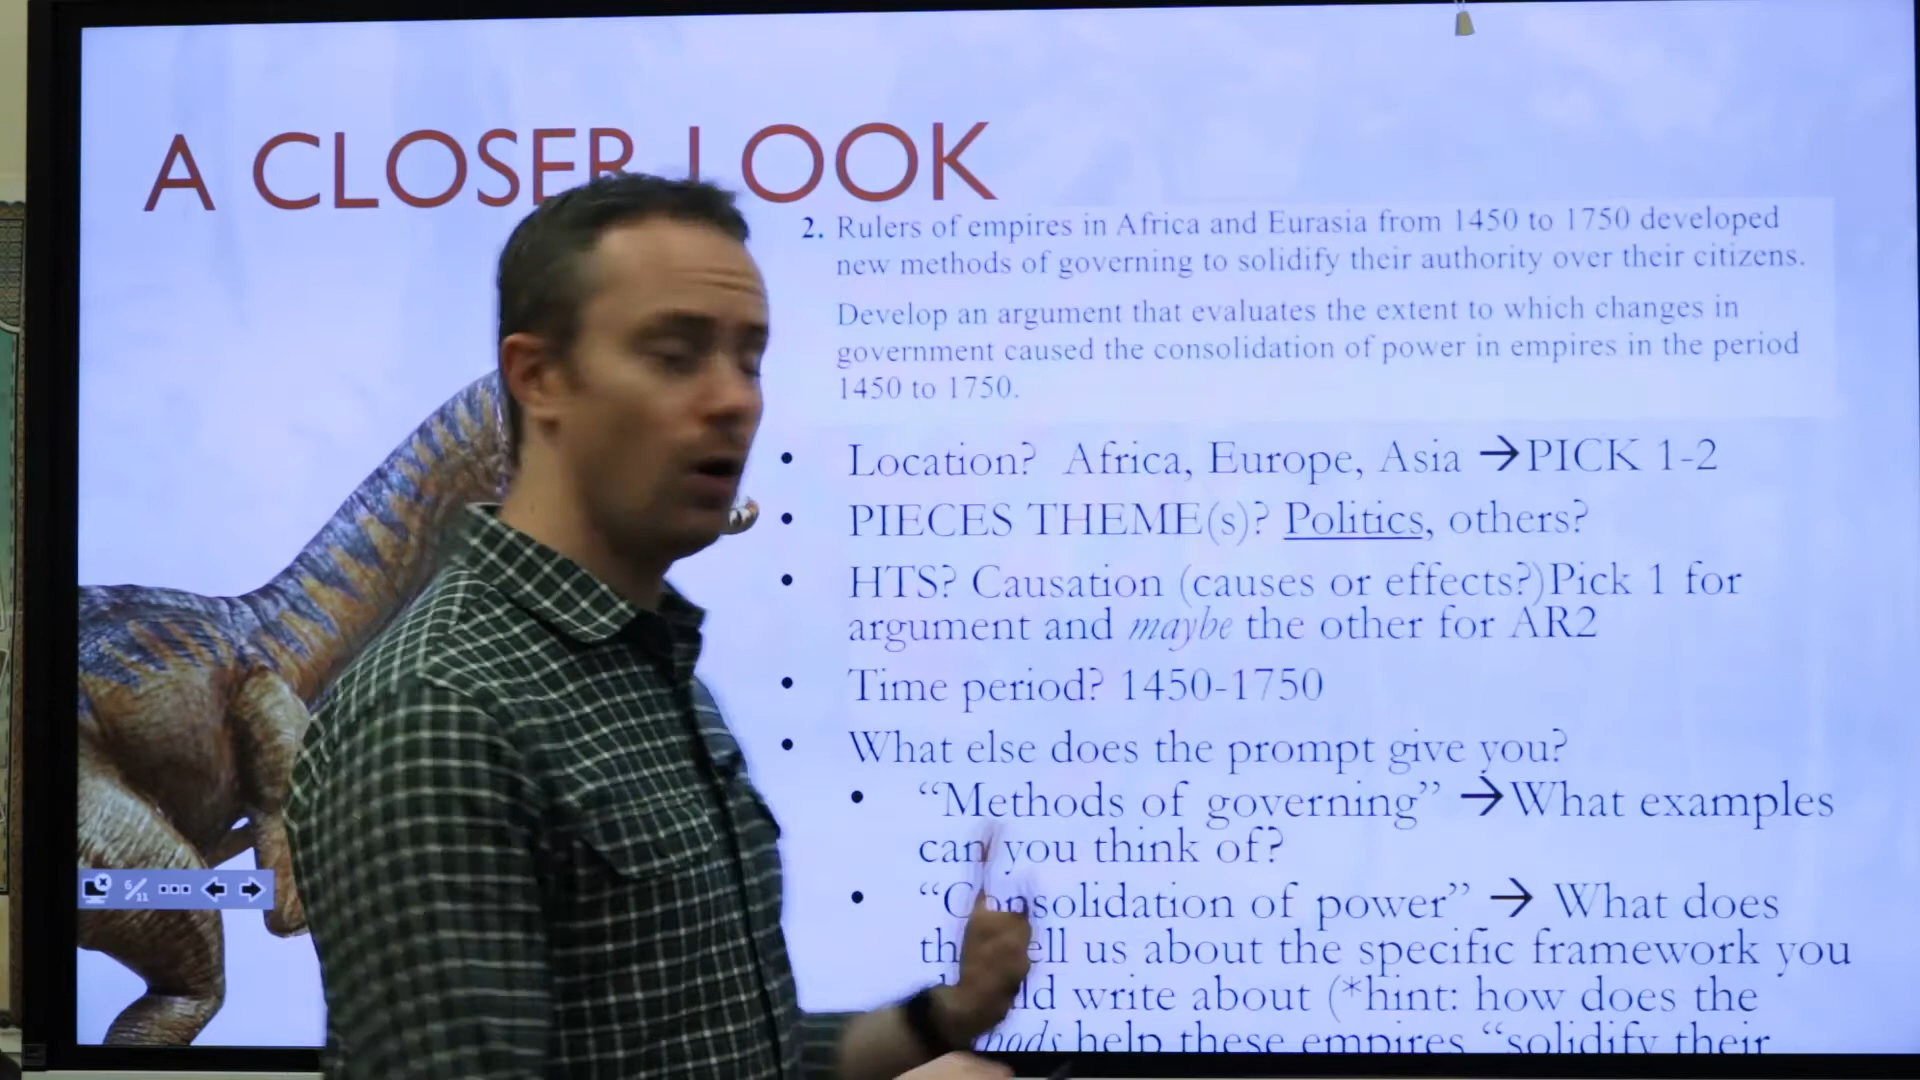 A CLOSER LOOK
2. Rulers of empires in Africa and Eurasia from 1450 to 1750 developed
new methods of governing to solidify their authority over their citizens.
Develop an argument that evaluates the extent to which changes in
government caused the consolidation of power in empires in the period
1450 to 1750.
• Location? Africa, Europe, Asia →PICK 1-2
• PIECES THEME(s)? Politics, others?
• HTS? Causation (causes or effects?)Pick 1 for
argument and maybe the other for AR2
• Time period? 1450-1750
• What else does the prompt give you?
• “Methods of governing” →What examples
can you think of?
• “Consolidation of power” → What does
us about the specific framework you
write about (*hint: how does the
help these empires “solidify their
6/11